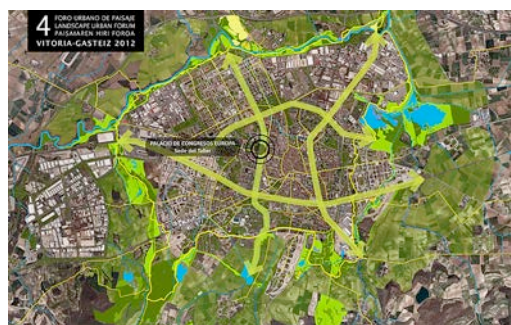 4
FORO URBANO DE PAISAJE
LANDSCAPE URBAN FORUM
PAISAIAREN HIRI FOROA
VITORIA-GASTEIZ 2012
PALACIO DE CONGRESOS EUROPA
Sede del Taller